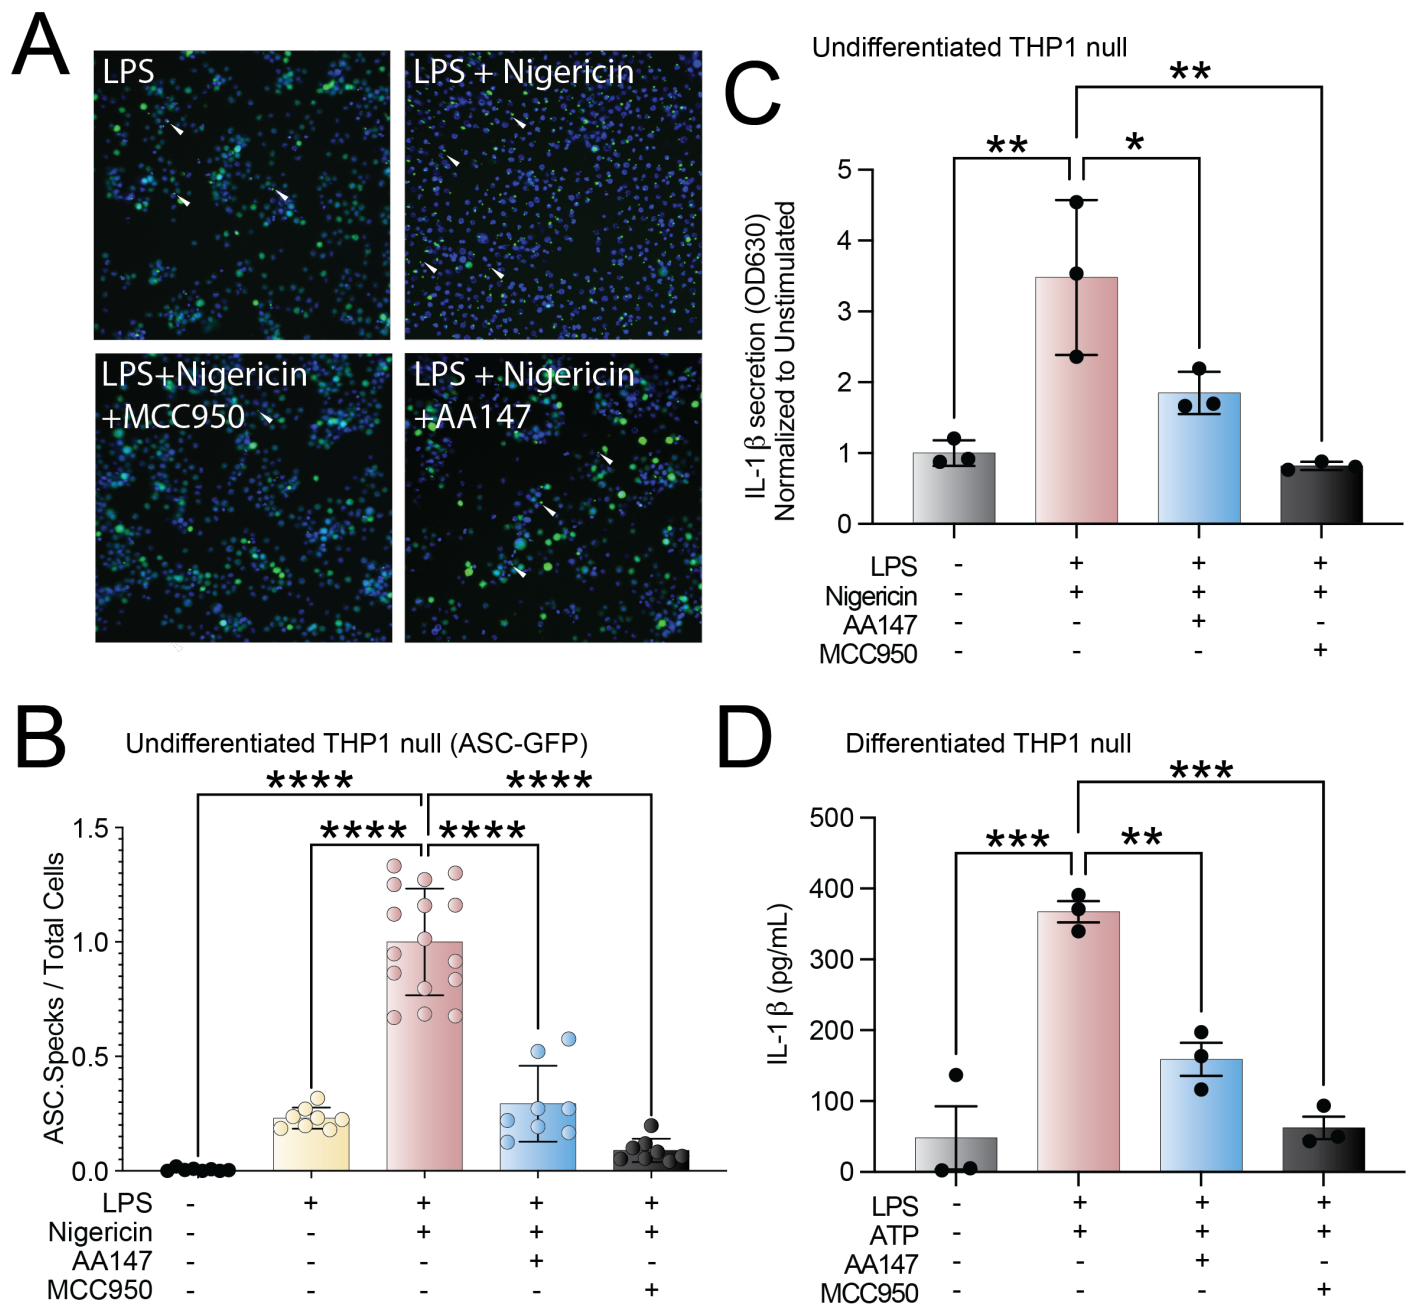 A
LPS
LPS + Nigericin
LPS+Nigericin
+MCC950
LPS + Nigericin
+AA147
C
Undifferentiated THP1 null
**
** *
IL-1β secretion (OD630)
Normalized to Unstimulated
5
4
3
2
1
0
LPS - + + +
Nigericin - + + +
AA147 - - + -
MCC950 - - - +
B
Undifferentiated THP1 null (ASC-GFP)
**** ****
**** ****
ASC.Specks / Total Cells
1.5
1.0
0.5
0.0
LPS - + + + +
Nigericin - - + + +
AA147 - - - + -
MCC950 - - - - +
D
Differentiated THP1 null
***
*** **
IL-1β (pg/mL)
500
400
300
200
100
0
LPS - + + +
ATP - + + +
AA147 - - + -
MCC950 - - - +